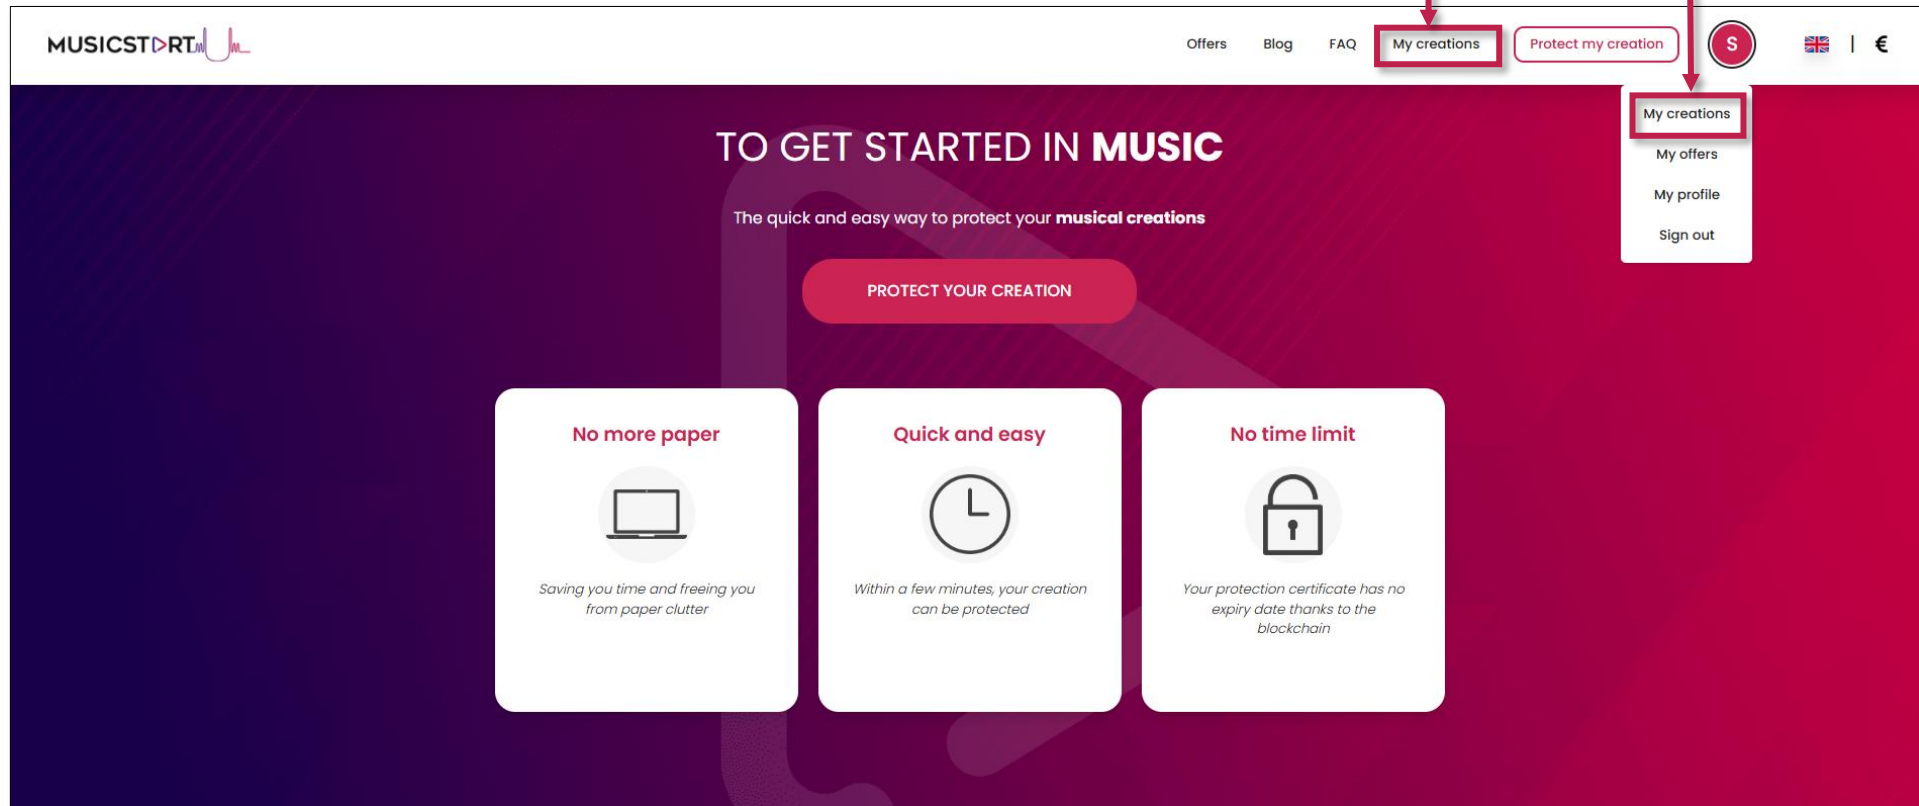 MUSICSTART
Offers Blog FAQ My creations Protect my creation S | €
My creations
My offers
My profile
Sign out
TO GET STARTED IN MUSIC
The quick and easy way to protect your musical creations
PROTECT YOUR CREATION
No more paper
Saving you time and freeing you
from paper clutter
Quick and easy
Within a few minutes, your creation
can be protected
No time limit
Your protection certificate has no
expiry date thanks to the
blockchain